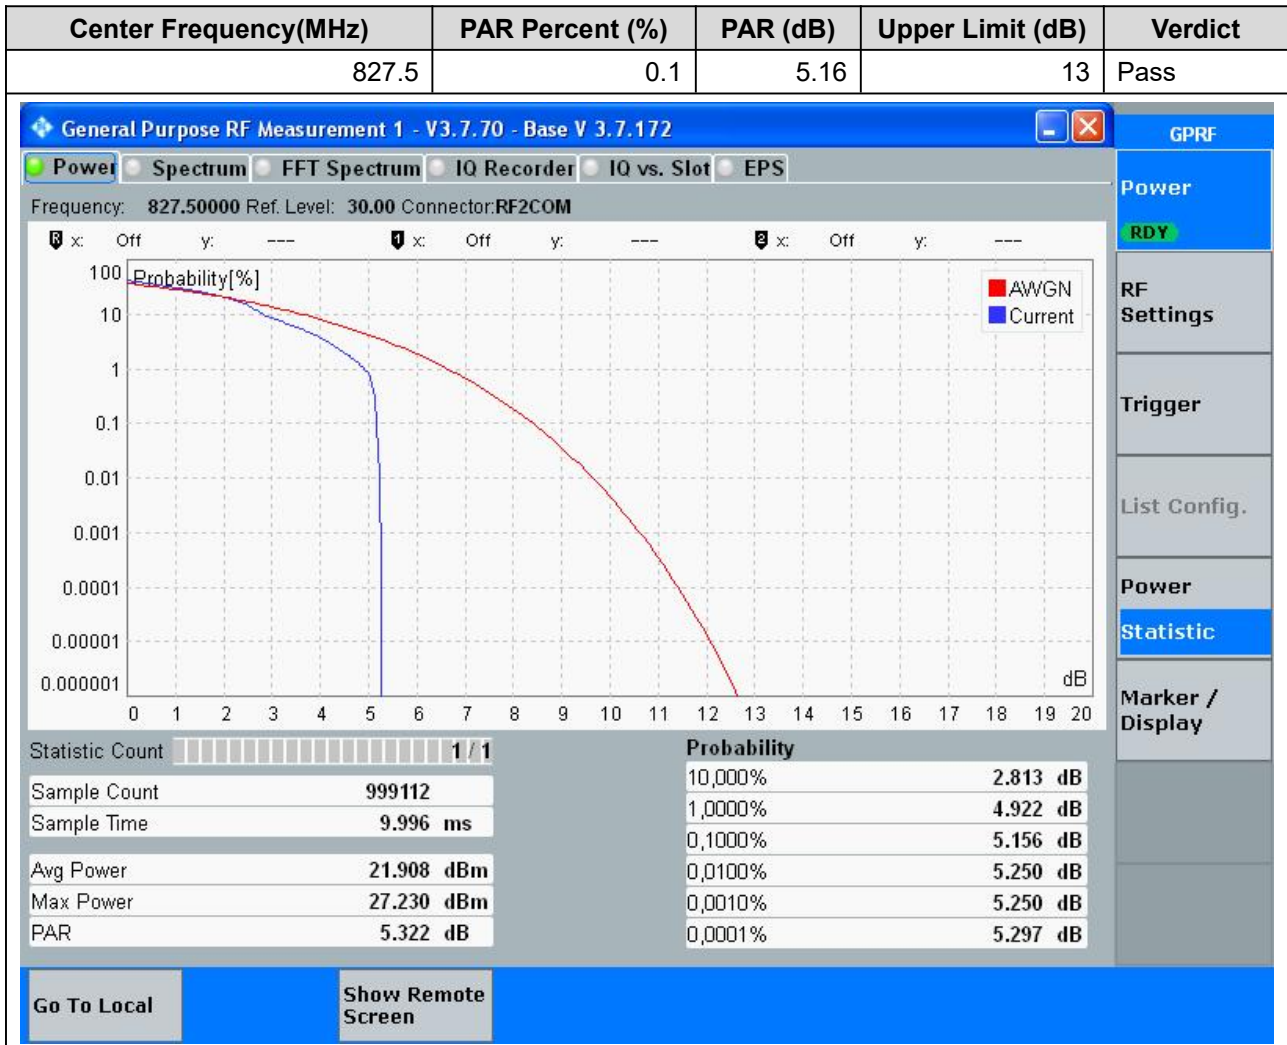 Center Frequency(MHz) PAR Percent (%) PAR (dB) Upper Limit (dB) Verdict
827.5 0.1 5.16 13 Pass
General Purpose RF Measurement 1 - V3.7.70 - Base V 3.7.172
GPRF
Power Spectrum FFT Spectrum IQ Recorder IQ vs. Slot EPS
Frequency: 827.50000 Ref. Level: 30.00 Connector:RF2COM
R x: Off y: --- 1 x: Off y: --- 2 x: Off y: ---
Probability[%]
100
10
1
0.1
0.01
0.001
0.0001
0.00001
0.000001
AWGN
Current
dB
0 1 2 3 4 5 6 7 8 9 10 11 12 13 14 15 16 17 18 19 20
Statistic Count 1 / 1
Sample Count 999112
Sample Time 9.996 ms
Avg Power 21.908 dBm
Max Power 27.230 dBm
PAR 5.322 dB
Probability
10,000% 2.813 dB
1,0000% 4.922 dB
0,1000% 5.156 dB
0,0100% 5.250 dB
0,0010% 5.250 dB
0,0001% 5.297 dB
Power
RDY
RF
Settings
Trigger
List Config.
Power
Statistic
Marker /
Display
Go To Local
Show Remote
Screen